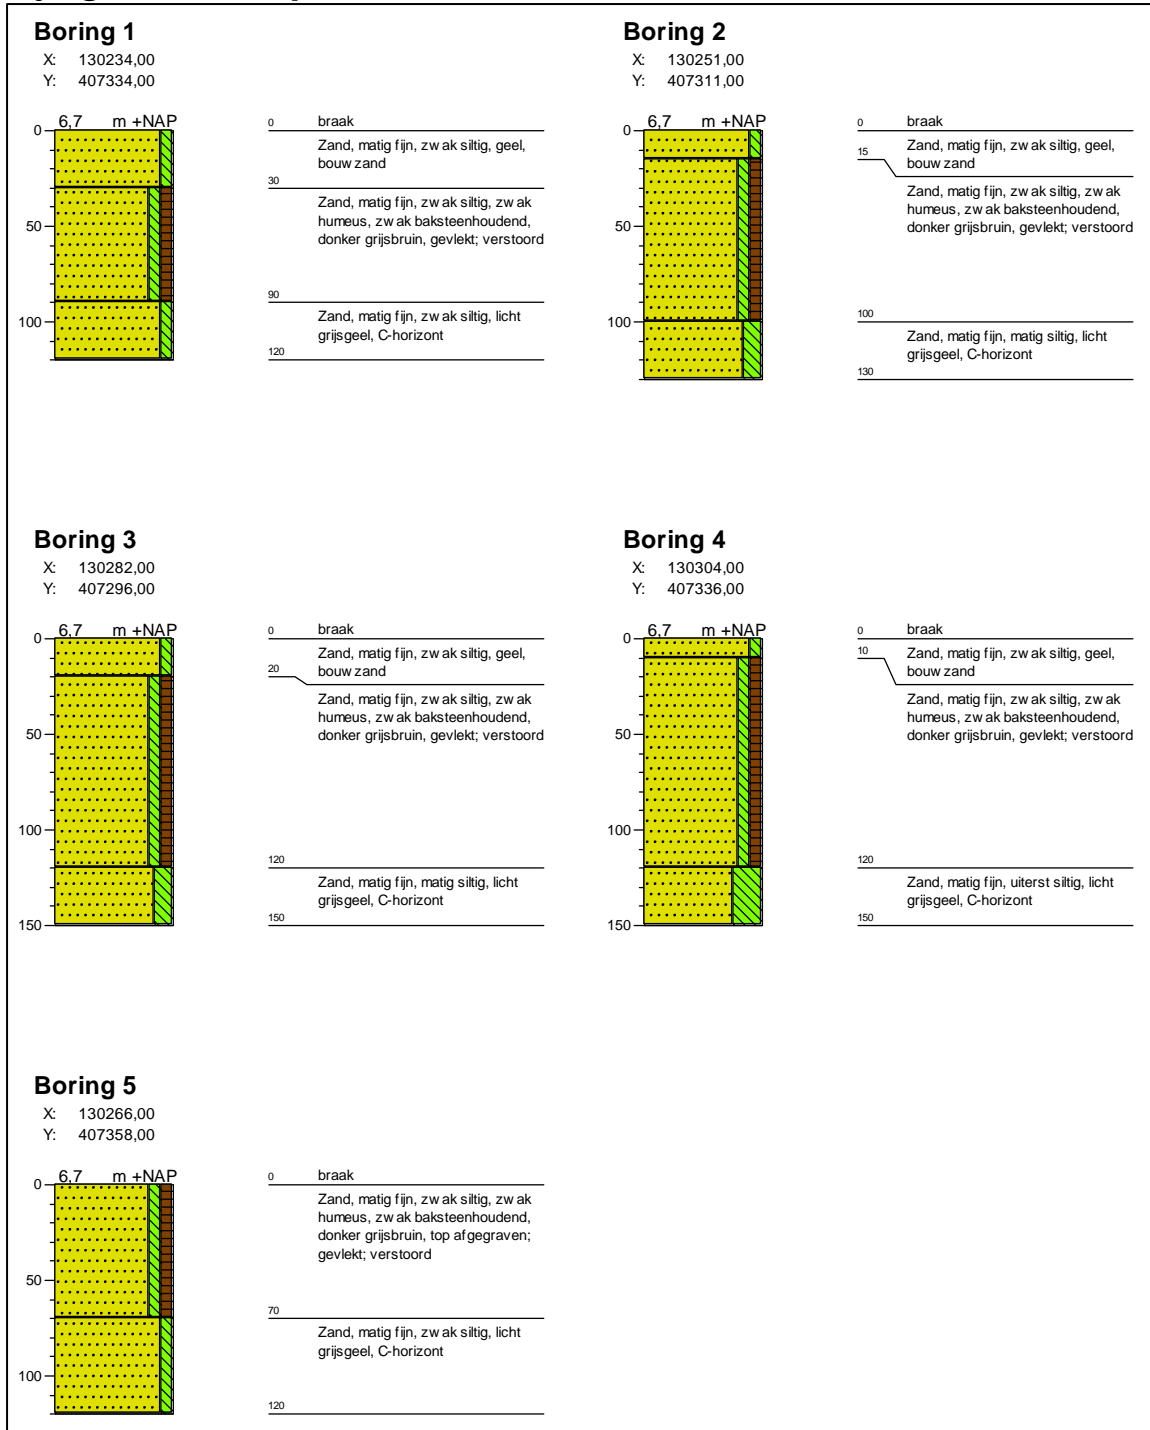 Boring 1
X: 130234,00
Y: 407334,00
6,7 m +NAP
0
50
100
0 braak
Zand, matig fijn, zwak siltig, geel,
bouwzand
30
Zand, matig fijn, zwak siltig, zwak
humeus, zwak baksteenhoudend,
donker grijsbruin, gevlekt; verstoord
90
Zand, matig fijn, zwak siltig, licht
grijsgeel, C-horizont
120
Boring 2
X: 130251,00
Y: 407311,00
6,7 m +NAP
0
50
100
0 braak
Zand, matig fijn, zwak siltig, geel,
bouwzand
15
Zand, matig fijn, zwak siltig, zwak
humeus, zwak baksteenhoudend,
donker grijsbruin, gevlekt; verstoord
100
Zand, matig fijn, matig siltig, licht
grijsgeel, C-horizont
130
Boring 3
X: 130282,00
Y: 407296,00
6,7 m +NAP
0
50
100
150
0 braak
Zand, matig fijn, zwak siltig, geel,
bouwzand
20
Zand, matig fijn, zwak siltig, zwak
humeus, zwak baksteenhoudend,
donker grijsbruin, gevlekt; verstoord
120
Zand, matig fijn, matig siltig, licht
grijsgeel, C-horizont
150
Boring 4
X: 130304,00
Y: 407336,00
6,7 m +NAP
0
50
100
150
0 braak
Zand, matig fijn, zwak siltig, geel,
bouwzand
10
Zand, matig fijn, zwak siltig, zwak
humeus, zwak baksteenhoudend,
donker grijsbruin, gevlekt; verstoord
120
Zand, matig fijn, uiterst siltig, licht
grijsgeel, C-horizont
150
Boring 5
X: 130266,00
Y: 407358,00
6,7 m +NAP
0
50
100
0 braak
Zand, matig fijn, zwak siltig, zwak
humeus, zwak baksteenhoudend,
donker grijsbruin, top afgegraven;
gevlekt; verstoord
70
Zand, matig fijn, zwak siltig, licht
grijsgeel, C-horizont
120